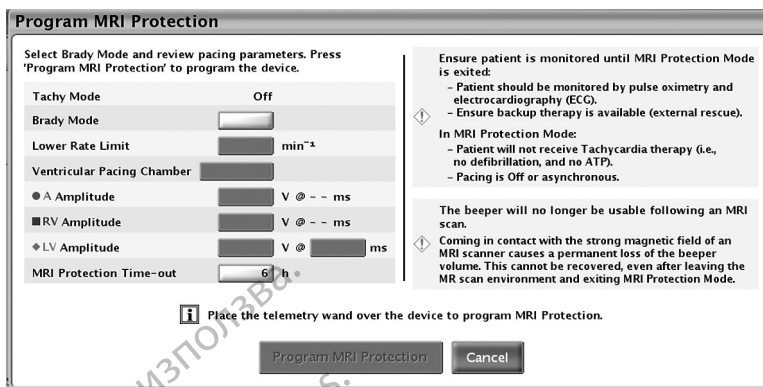 Program MRI Protection
Select Brady Mode and review pacing parameters. Press
'Program MRI Protection' to program the device.
Tachy Mode Off
Brady Mode
Lower Rate Limit min⁻¹
Ventricular Pacing Chamber
A Amplitude V @ - - ms
RV Amplitude V @ - - ms
LV Amplitude V @ ms
MRI Protection Time-out 6 h
Ensure patient is monitored until MRI Protection Mode
is exited:
- Patient should be monitored by pulse oximetry and
electrocardiography (ECG).
- Ensure backup therapy is available (external rescue).
In MRI Protection Mode:
- Patient will not receive Tachycardia therapy (i.e.,
no defibrillation, and no ATP).
- Pacing is Off or asynchronous.
The beeper will no longer be usable following an MRI
scan.
Coming in contact with the strong magnetic field of an
MRI scanner causes a permanent loss of the beeper
volume. This cannot be recovered, even after leaving the
MR scan environment and exiting MRI Protection Mode.
i Place the telemetry wand over the device to program MRI Protection.
Program MRI Protection Cancel
използва.